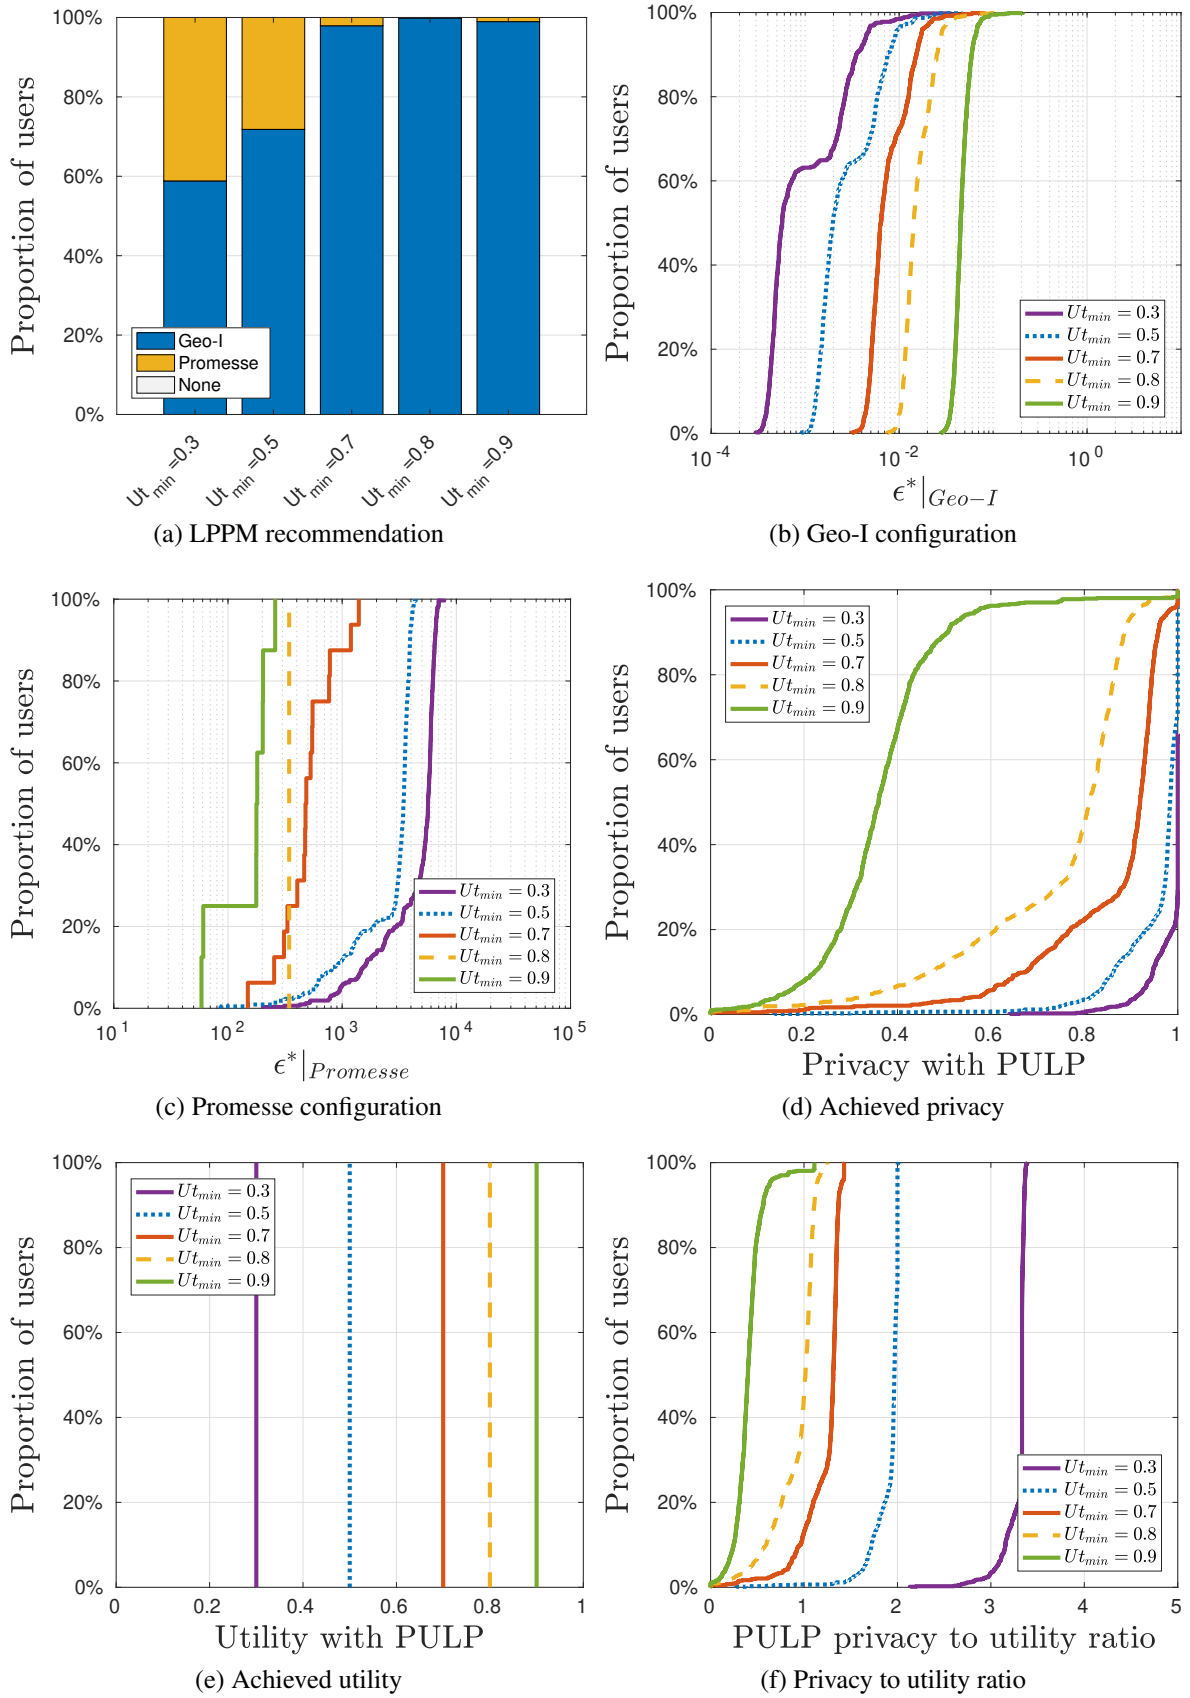 100%
80%
60%
40%
20%
0%
Proportion of users
Geo-I
Promesse
None
Ut min =0.3
Ut min =0.5
Ut min =0.7
Ut min =0.8
Ut min =0.9
(a) LPPM recommendation
100%
80%
60%
40%
20%
0%
Proportion of users
Ut_min = 0.3
Ut_min = 0.5
Ut_min = 0.7
Ut_min = 0.8
Ut_min = 0.9
10^-4 10^-2 10^0
ϵ*|Geo−I
(b) Geo-I configuration
100%
80%
60%
40%
20%
0%
Proportion of users
Ut_min = 0.3
Ut_min = 0.5
Ut_min = 0.7
Ut_min = 0.8
Ut_min = 0.9
10^1 10^2 10^3 10^4 10^5
ϵ*|Promesse
(c) Promesse configuration
100%
80%
60%
40%
20%
0%
Proportion of users
Ut_min = 0.3
Ut_min = 0.5
Ut_min = 0.7
Ut_min = 0.8
Ut_min = 0.9
0 0.2 0.4 0.6 0.8 1
Privacy with PULP
(d) Achieved privacy
100%
80%
60%
40%
20%
0%
Proportion of users
Ut_min = 0.3
Ut_min = 0.5
Ut_min = 0.7
Ut_min = 0.8
Ut_min = 0.9
0 0.2 0.4 0.6 0.8 1
Utility with PULP
(e) Achieved utility
100%
80%
60%
40%
20%
0%
Proportion of users
Ut_min = 0.3
Ut_min = 0.5
Ut_min = 0.7
Ut_min = 0.8
Ut_min = 0.9
0 1 2 3 4 5
PULP privacy to utility ratio
(f) Privacy to utility ratio